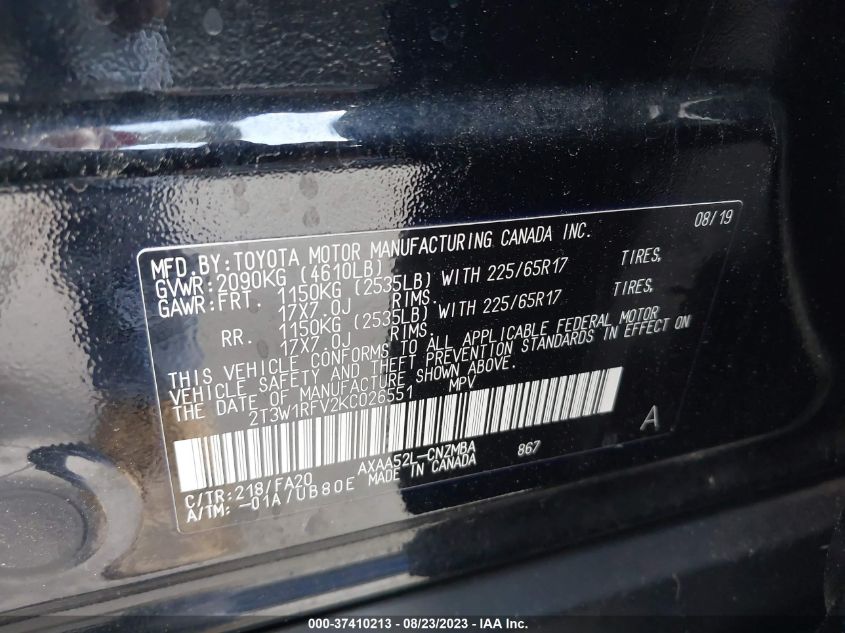 08/19
MFD.BY:TOYOTA MOTOR MANUFACTURING CANADA INC.
GVWR:2090KG (4610LB)
GAWR:FRT. 1150KG (2535LB) WITH 225/65R17 TIRES,
17X7.0J RIMS.
RR. 1150KG (2535LB) WITH 225/65R17 TIRES,
17X7.0J RIMS.
THIS VEHICLE CONFORMS TO ALL APPLICABLE FEDERAL MOTOR
VEHICLE SAFETY AND THEFT PREVENTION STANDARDS IN EFFECT ON
THE DATE OF MANUFACTURE SHOWN ABOVE.
2T3W1RFV2KC026551 MPV
A
C/TR:218/FA20 AXAA52L-CNZMBA 867
A/TM:-01A/UB80E MADE IN CANADA
000-37410213 - 08/23/2023 - IAA Inc.